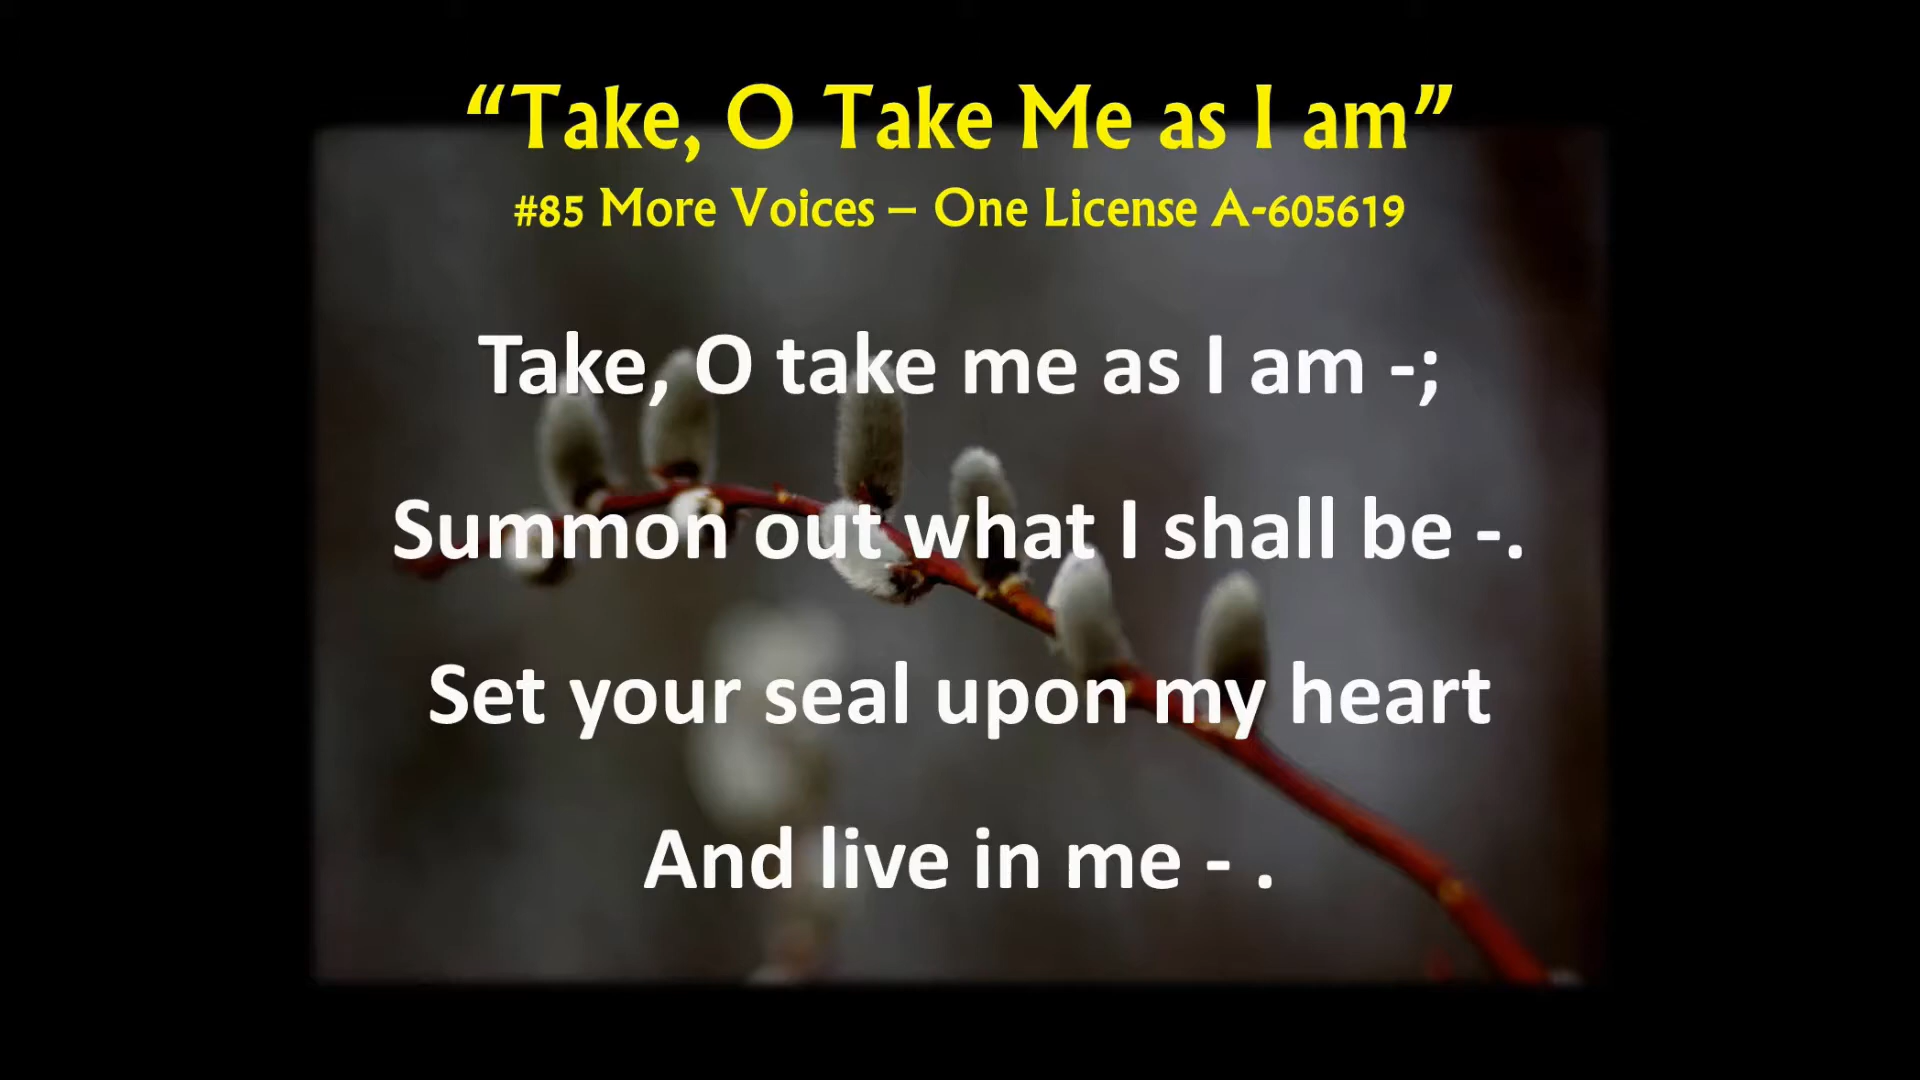 “Take, O Take Me as I am”
#85 More Voices – One License A-605619
Take, O take me as I am -;
Summon out what I shall be -.
Set your seal upon my heart
And live in me - .